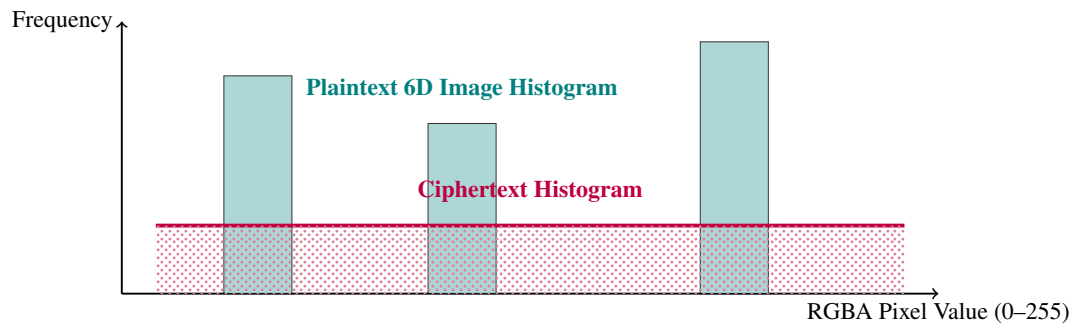 Frequency
Plaintext 6D Image Histogram
Ciphertext Histogram
RGBA Pixel Value (0–255)